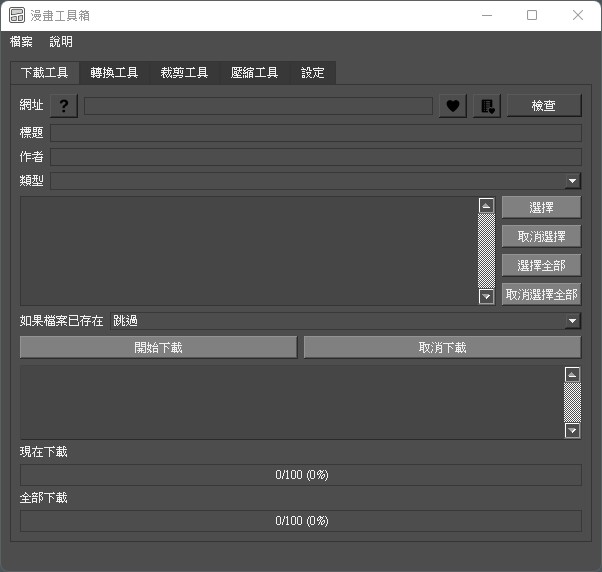 漫畫工具箱
檔案 說明
下載工具 轉換工具 裁剪工具 壓縮工具 設定
網址 ? 檢查
標題
作者
類型
選擇
取消選擇
選擇全部
取消選擇全部
如果檔案已存在 跳過
開始下載 取消下載
現在下載
0/100 (0%)
全部下載
0/100 (0%)